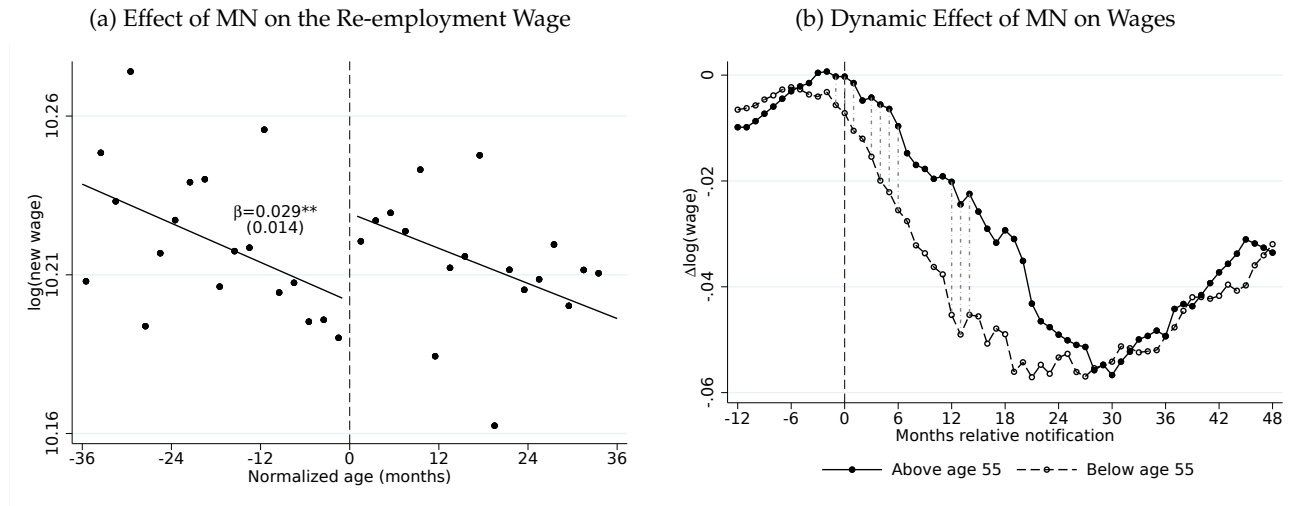 (a) Effect of MN on the Re-employment Wage
10.26
10.21
10.16
log(new wage)
β=0.029**
(0.014)
-36 -24 -12 0 12 24 36
Normalized age (months)
(b) Dynamic Effect of MN on Wages
0
-.02
-.04
-.06
Δlog(wage)
-12 -6 0 6 12 18 24 30 36 42 48
Months relative notification
Above age 55 Below age 55